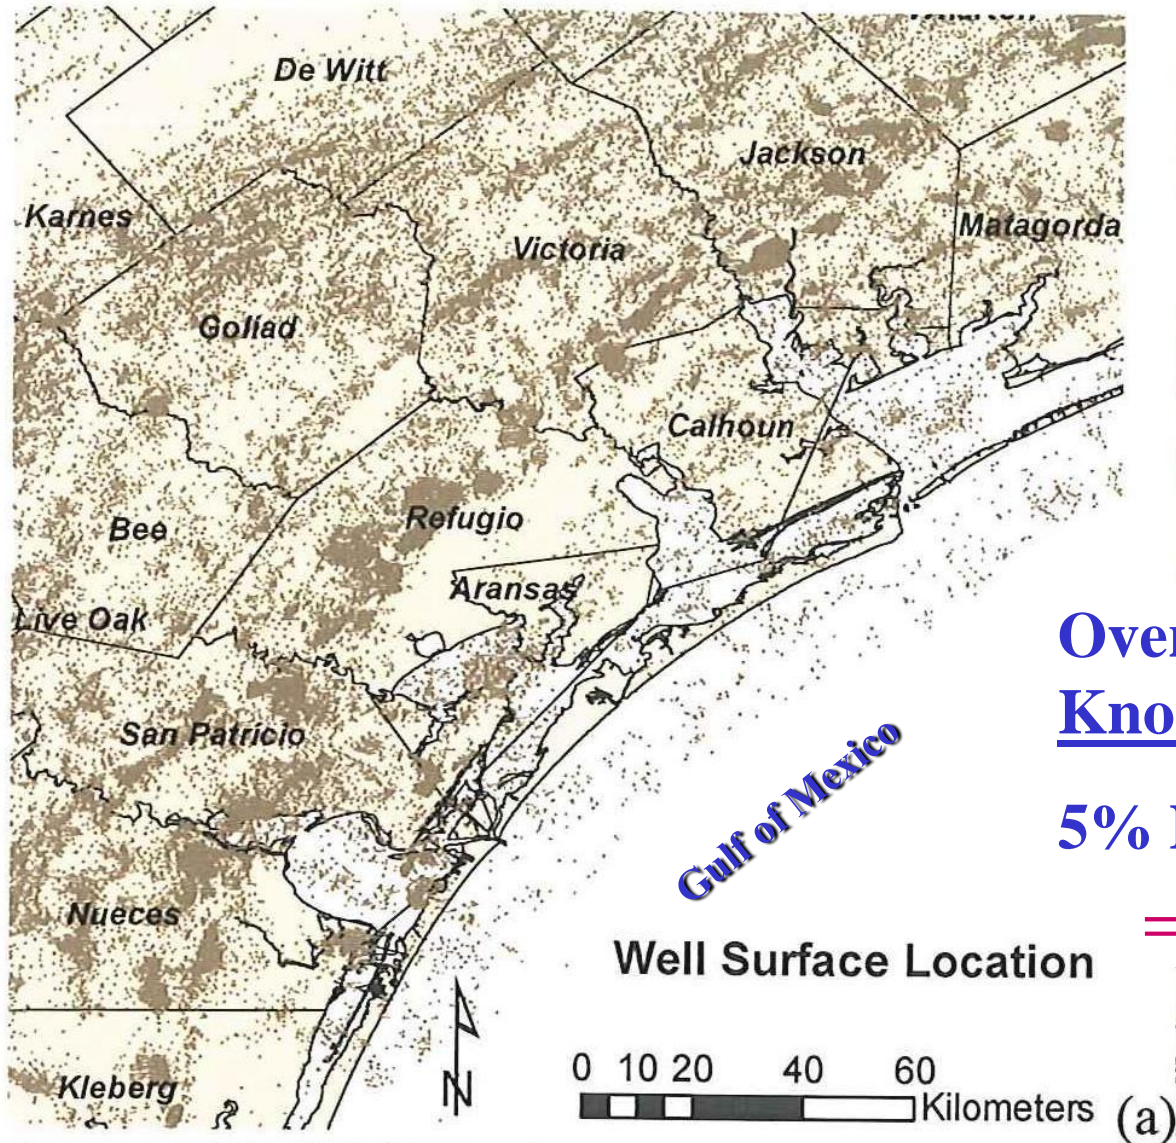 De Witt
Jackson
Karnes
Matagorda
Victoria
Goliad
Calhoun
Bee
Refugio
Aransas
Live Oak
San Patricio
Nueces
Kleberg
Gulf of Mexico
Well Surface Location
N
0 10 20 40 60
Kilometers
(a)
5%